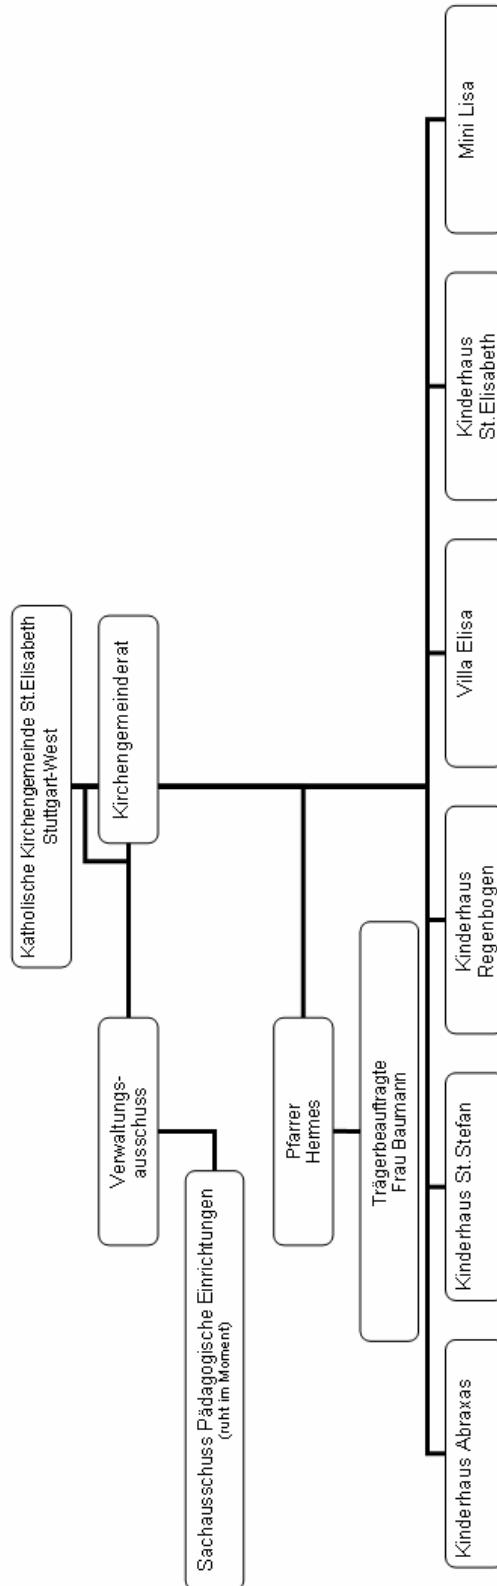 Katholische Kirchengemeinde St.Elisabeth
Stuttgart-West
Verwaltungs-
ausschuss
Kirchengemeinderat
Sachausschuss Pädagogische Einrichtungen
(ruht im Moment)
Pfarrer
Hermes
Trägerbeauftragte
Frau Baumann
Kinderhaus Abraxas
Kinderhaus St.Stefan
Kinderhaus
Regenbogen
Villa Elisa
Kinderhaus
St.Elisabeth
Mini Lisa